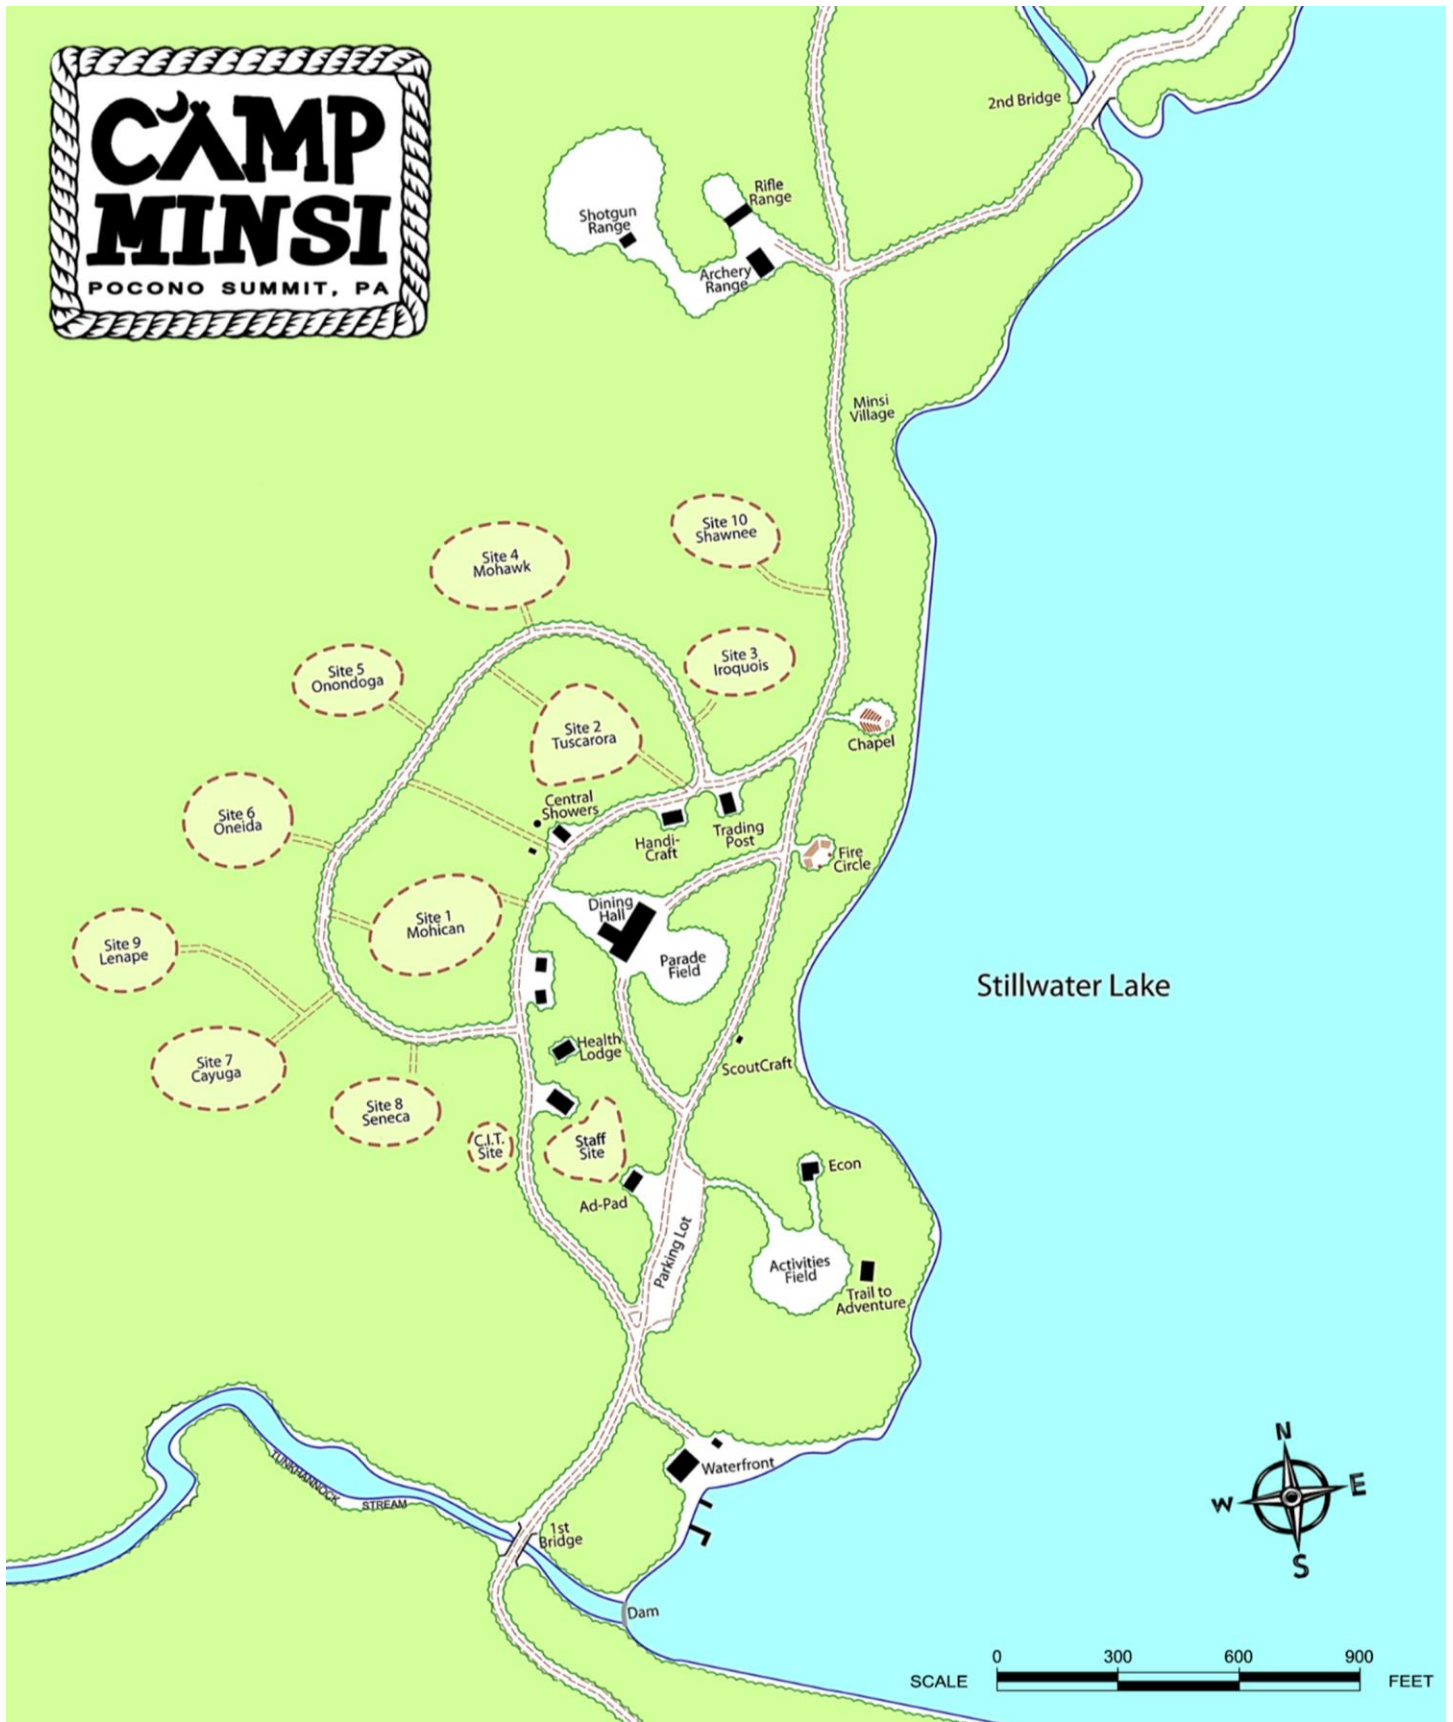 CAMP
MINSI
POCONO SUMMIT, PA
2nd Bridge
Rifle
Range
Shotgun
Range
Archery
Range
Minsi
Village
Site 10
Shawnee
Site 4
Mohawk
Site 3
Iroquois
Site 5
Onondoga
Site 2
Tuscarora
Chapel
Central
Showers
Site 6
Oneida
Trading
Post
Handi-
Craft
Fire
Circle
Dining
Hall
Site 1
Mohican
Site 9
Lenape
Parade
Field
Stillwater Lake
Health
Lodge
ScoutCraft
Site 7
Cayuga
Site 8
Seneca
C.I.T.
Site
Staff
Site
Econ
Ad-Pad
Parking Lot
Activities
Field
Trail to
Adventure
N
W
E
S
Waterfront
TUNKHANNOCK
STREAM
1st
Bridge
Dam
0 300 600 900
SCALE FEET